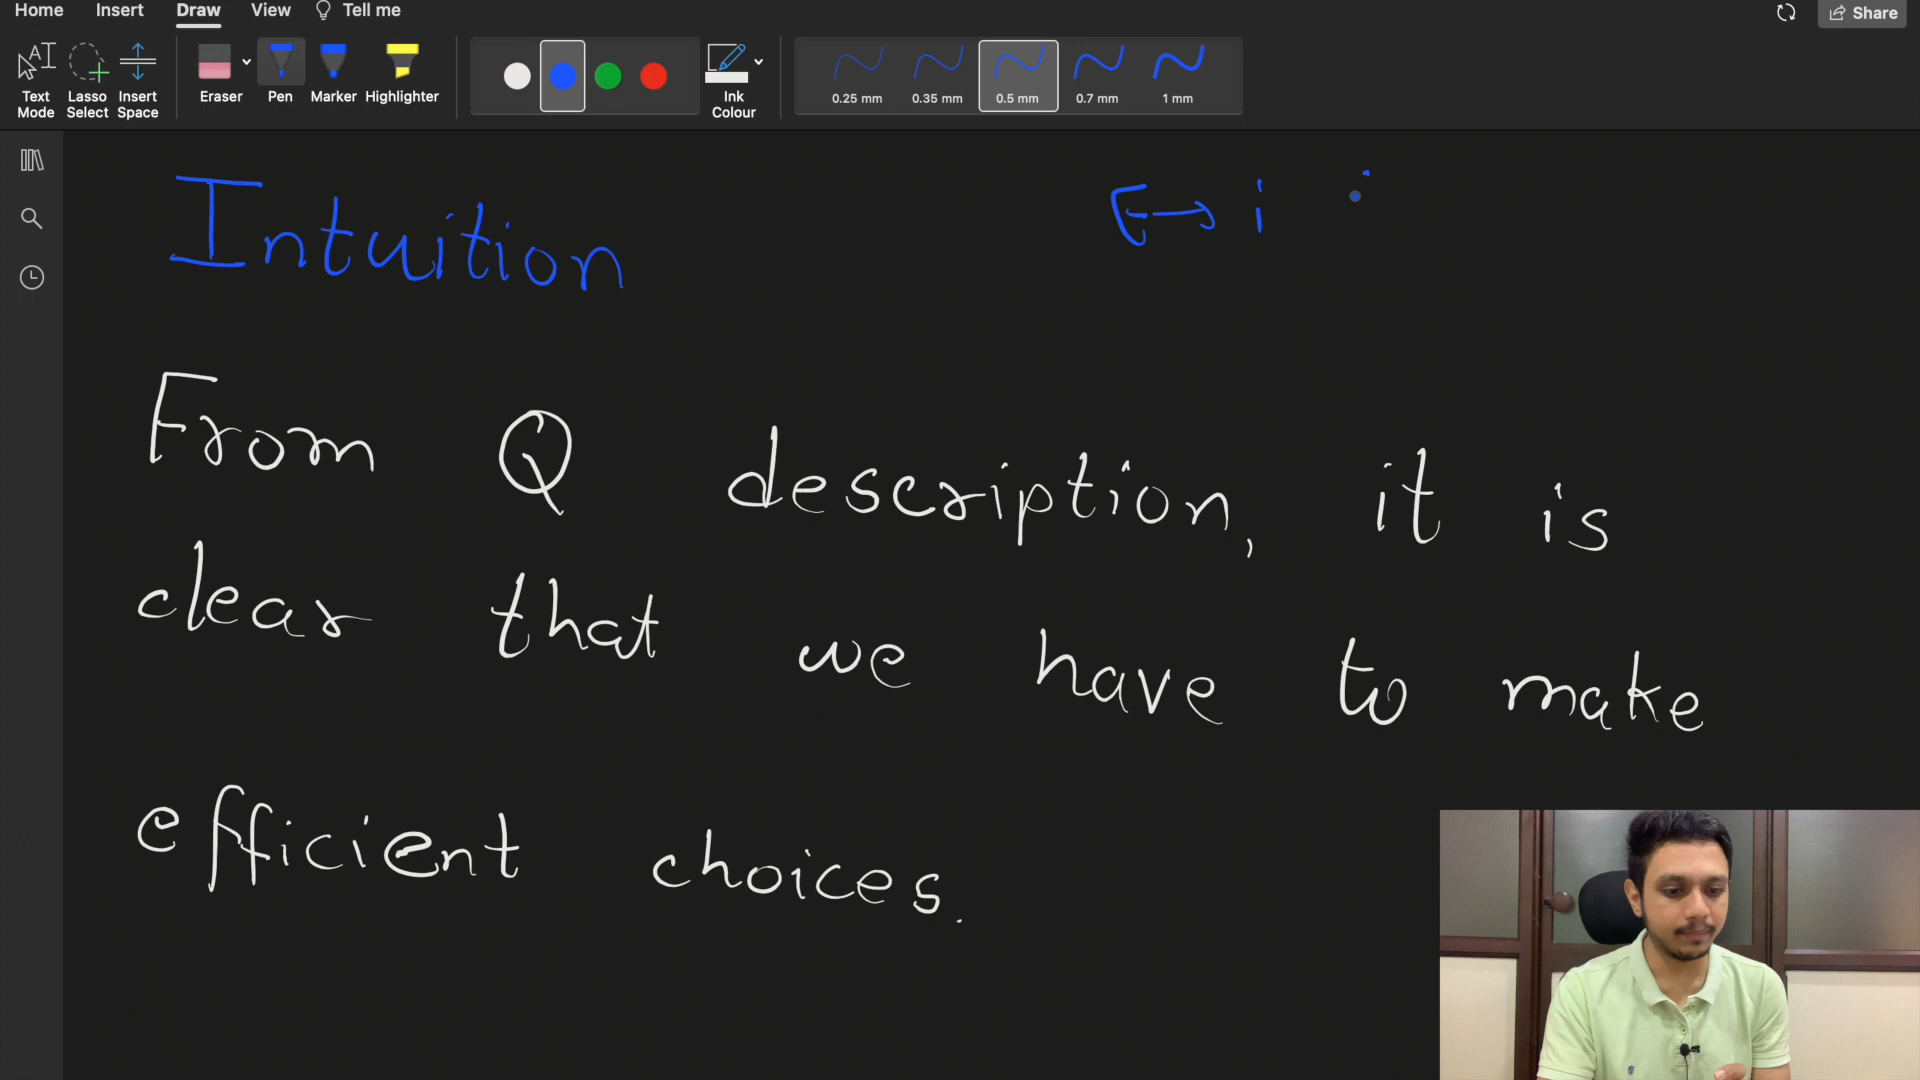 Home Insert Draw View Tell me Share
Text Mode Lasso Select Insert Space Eraser Pen Marker Highlighter Ink Colour 0.25 mm 0.35 mm 0.5 mm 0.7 mm 1 mm
Intuition E→ i
From Q description, it is
clear that we have to make
efficient choices.